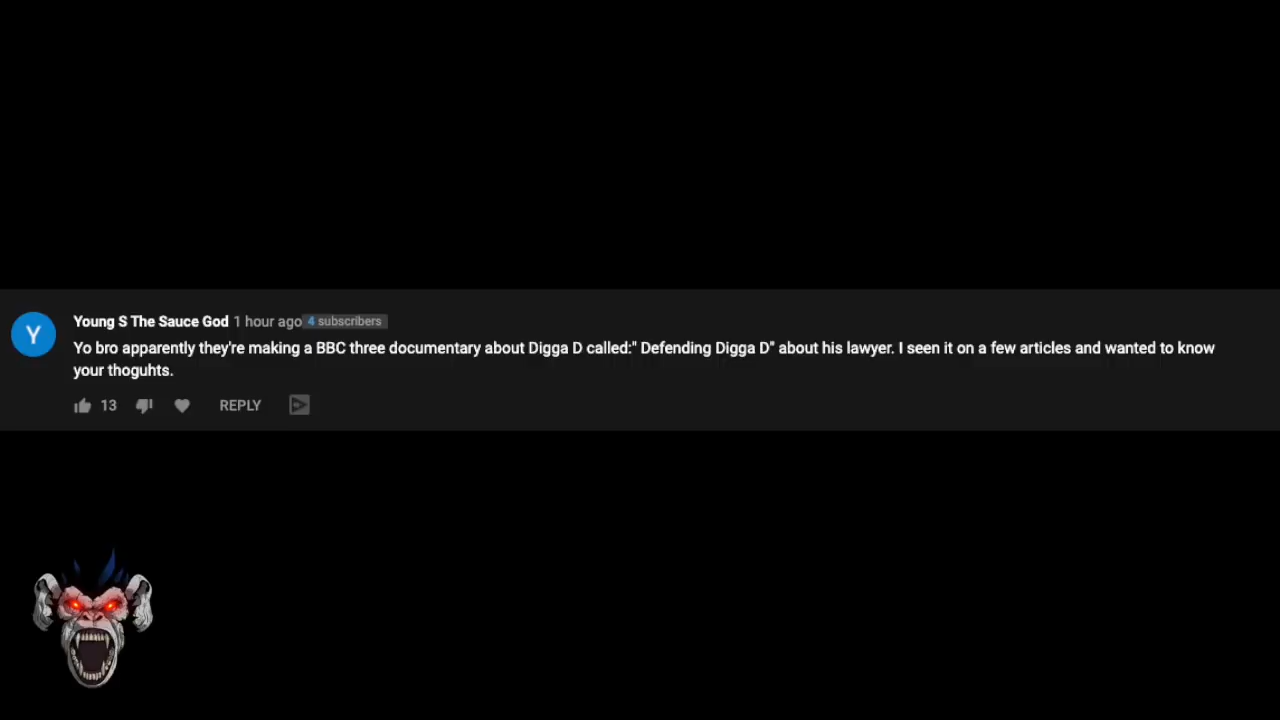 Y
Young S The Sauce God 1 hour ago 4 subscribers
Yo bro apparently they're making a BBC three documentary about Digga D called:" Defending Digga D" about his lawyer. I seen it on a few articles and wanted to know
your thoguhts.
13 REPLY